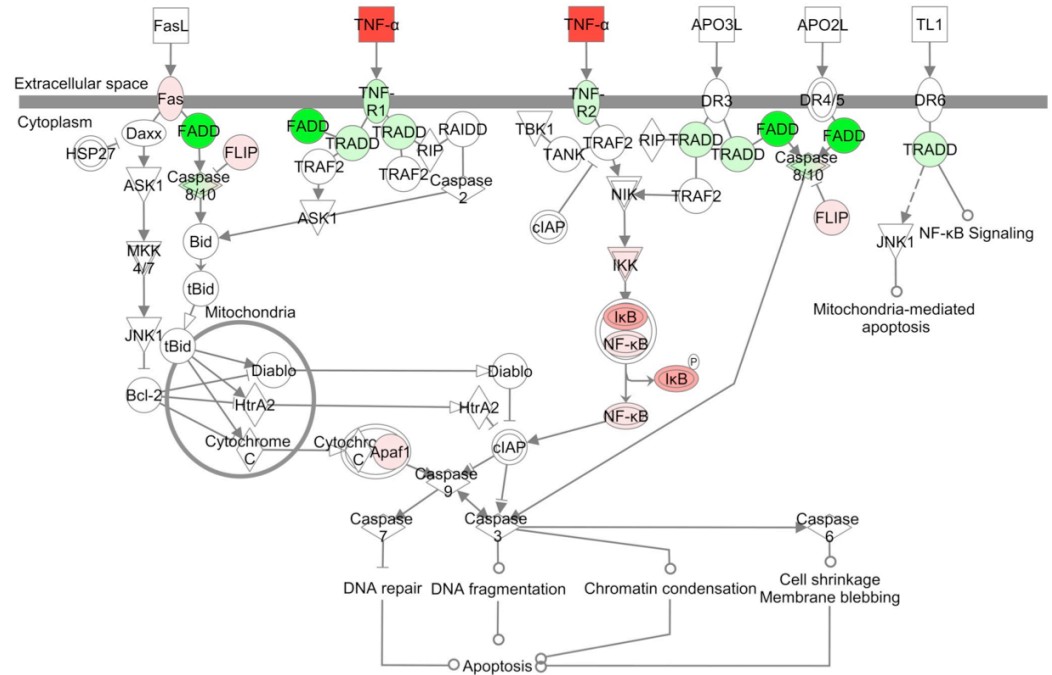 FasL
TNF-α
TNF-α
APO3L
APO2L
TL1
Extracellular space
Fas
TNF-
R1
TNF-
R2
DR3
DR4/5
DR6
Cytoplasm
Daxx
FADD
FADD
TRADD
TRADD
RAIDD
TBK1
TRAF2
RIP
TRADD
TRADD
FADD
FADD
TRADD
HSP27
FLIP
TRAF2
RIP
TANK
Caspase
8/10
ASK1
Caspase
8/10
TRAF2
Caspase
2
NIK
TRAF2
FLIP
ASK1
cIAP
JNK1
NF-κB Signaling
Bid
MKK
4/7
IKK
tBid
Mitochondria
Mitochondria-mediated
apoptosis
JNK1
tBid
IκB
NF-κB
P
IκB
Diablo
Diablo
Bcl-2
HtrA2
HtrA2
NF-κB
Cytochrome
C
Cytochrc
C
Apaf1
cIAP
Caspase
9
Caspase
7
Caspase
3
Caspase
6
DNA repair
DNA fragmentation
Chromatin condensation
Cell shrinkage
Membrane blebbing
Apoptosis